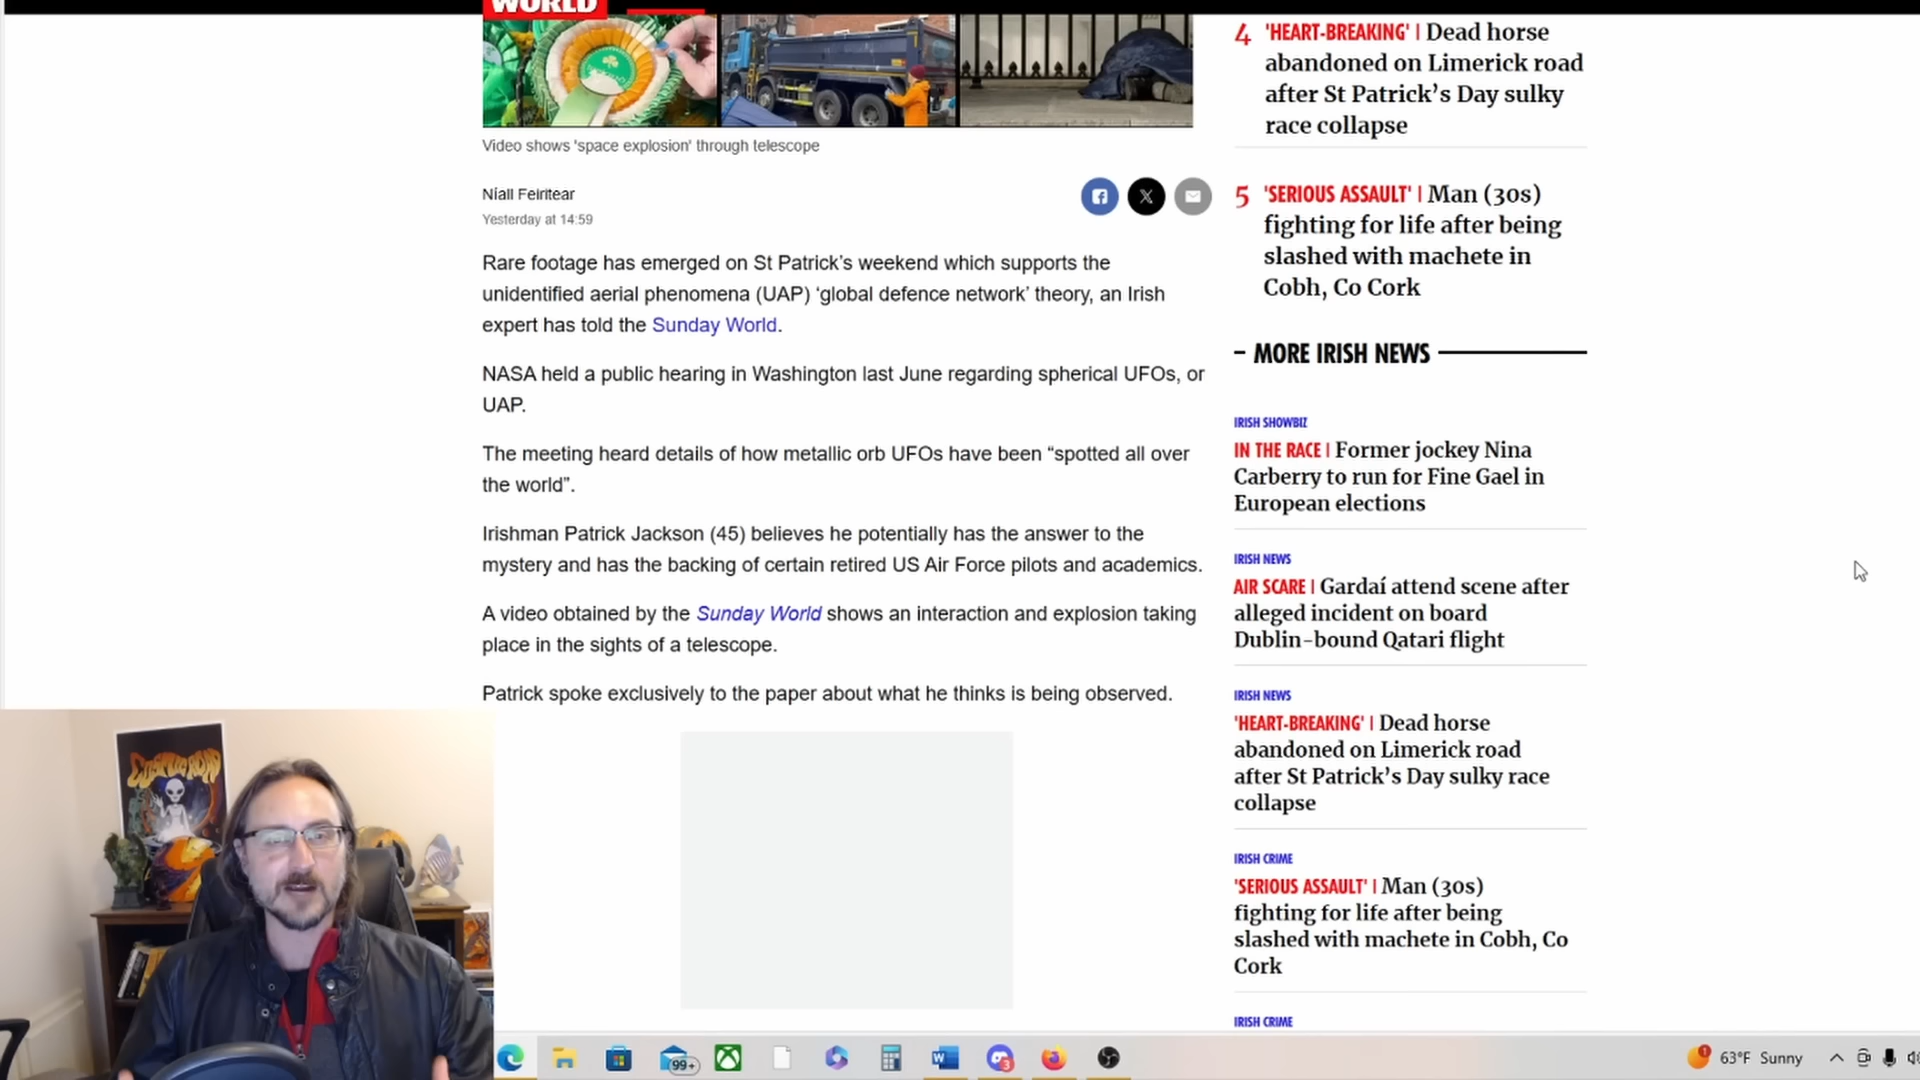 WORLD
Video shows 'space explosion' through telescope
Níall Feiritear
Yesterday at 14:59
Rare footage has emerged on St Patrick’s weekend which supports the
unidentified aerial phenomena (UAP) ‘global defence network’ theory, an Irish
expert has told the Sunday World.
NASA held a public hearing in Washington last June regarding spherical UFOs, or
UAP.
The meeting heard details of how metallic orb UFOs have been “spotted all over
the world”.
Irishman Patrick Jackson (45) believes he potentially has the answer to the
mystery and has the backing of certain retired US Air Force pilots and academics.
A video obtained by the Sunday World shows an interaction and explosion taking
place in the sights of a telescope.
Patrick spoke exclusively to the paper about what he thinks is being observed.
4 'HEART-BREAKING' | Dead horse
abandoned on Limerick road
after St Patrick’s Day sulky
race collapse
5 'SERIOUS ASSAULT' | Man (30s)
fighting for life after being
slashed with machete in
Cobh, Co Cork
MORE IRISH NEWS
IRISH SHOWBIZ
IN THE RACE | Former jockey Nina
Carberry to run for Fine Gael in
European elections
IRISH NEWS
AIR SCARE | Gardaí attend scene after
alleged incident on board
Dublin-bound Qatari flight
IRISH NEWS
'HEART-BREAKING' | Dead horse
abandoned on Limerick road
after St Patrick’s Day sulky race
collapse
IRISH CRIME
'SERIOUS ASSAULT' | Man (30s)
fighting for life after being
slashed with machete in Cobh, Co
Cork
IRISH CRIME
99+
W
3
1
63°F Sunny